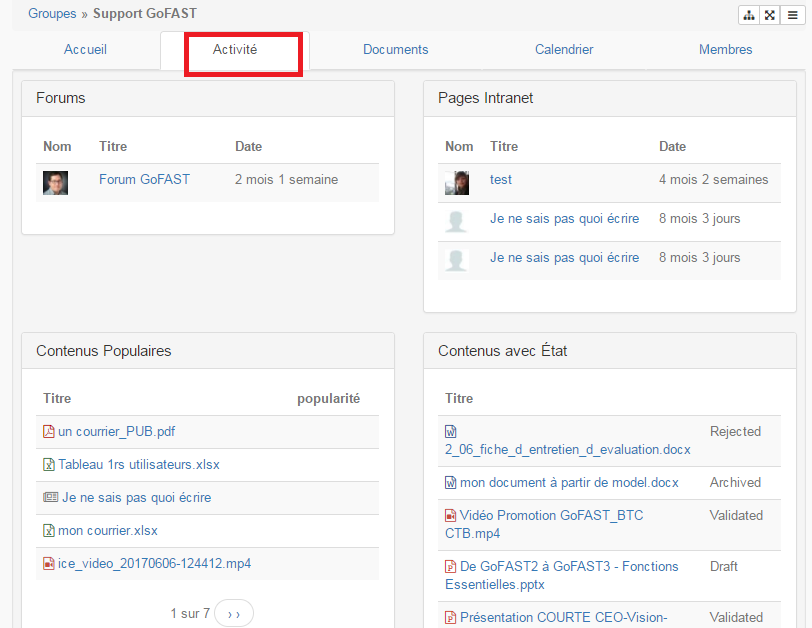 Groupes » Support GoFAST
Accueil Activité Documents Calendrier Membres
Forums
Nom Titre Date
Forum GoFAST 2 mois 1 semaine
Pages Intranet
Nom Titre Date
test 4 mois 2 semaines
Je ne sais pas quoi écrire 8 mois 3 jours
Je ne sais pas quoi écrire 8 mois 3 jours
Contenus Populaires
Titre popularité
un courrier_PUB.pdf
Tableau 1rs utilisateurs.xlsx
Je ne sais pas quoi écrire
mon courrier.xlsx
ice_video_20170606-124412.mp4
1 sur 7 ››
Contenus avec État
Titre
2_06_fiche_d_entretien_d_evaluation.docx Rejected
mon document à partir de model.docx Archived
Vidéo Promotion GoFAST_BTC Validated
CTB.mp4
De GoFAST2 à GoFAST3 - Fonctions Draft
Essentielles.pptx
Présentation COURTE CEO-Vision- Validated